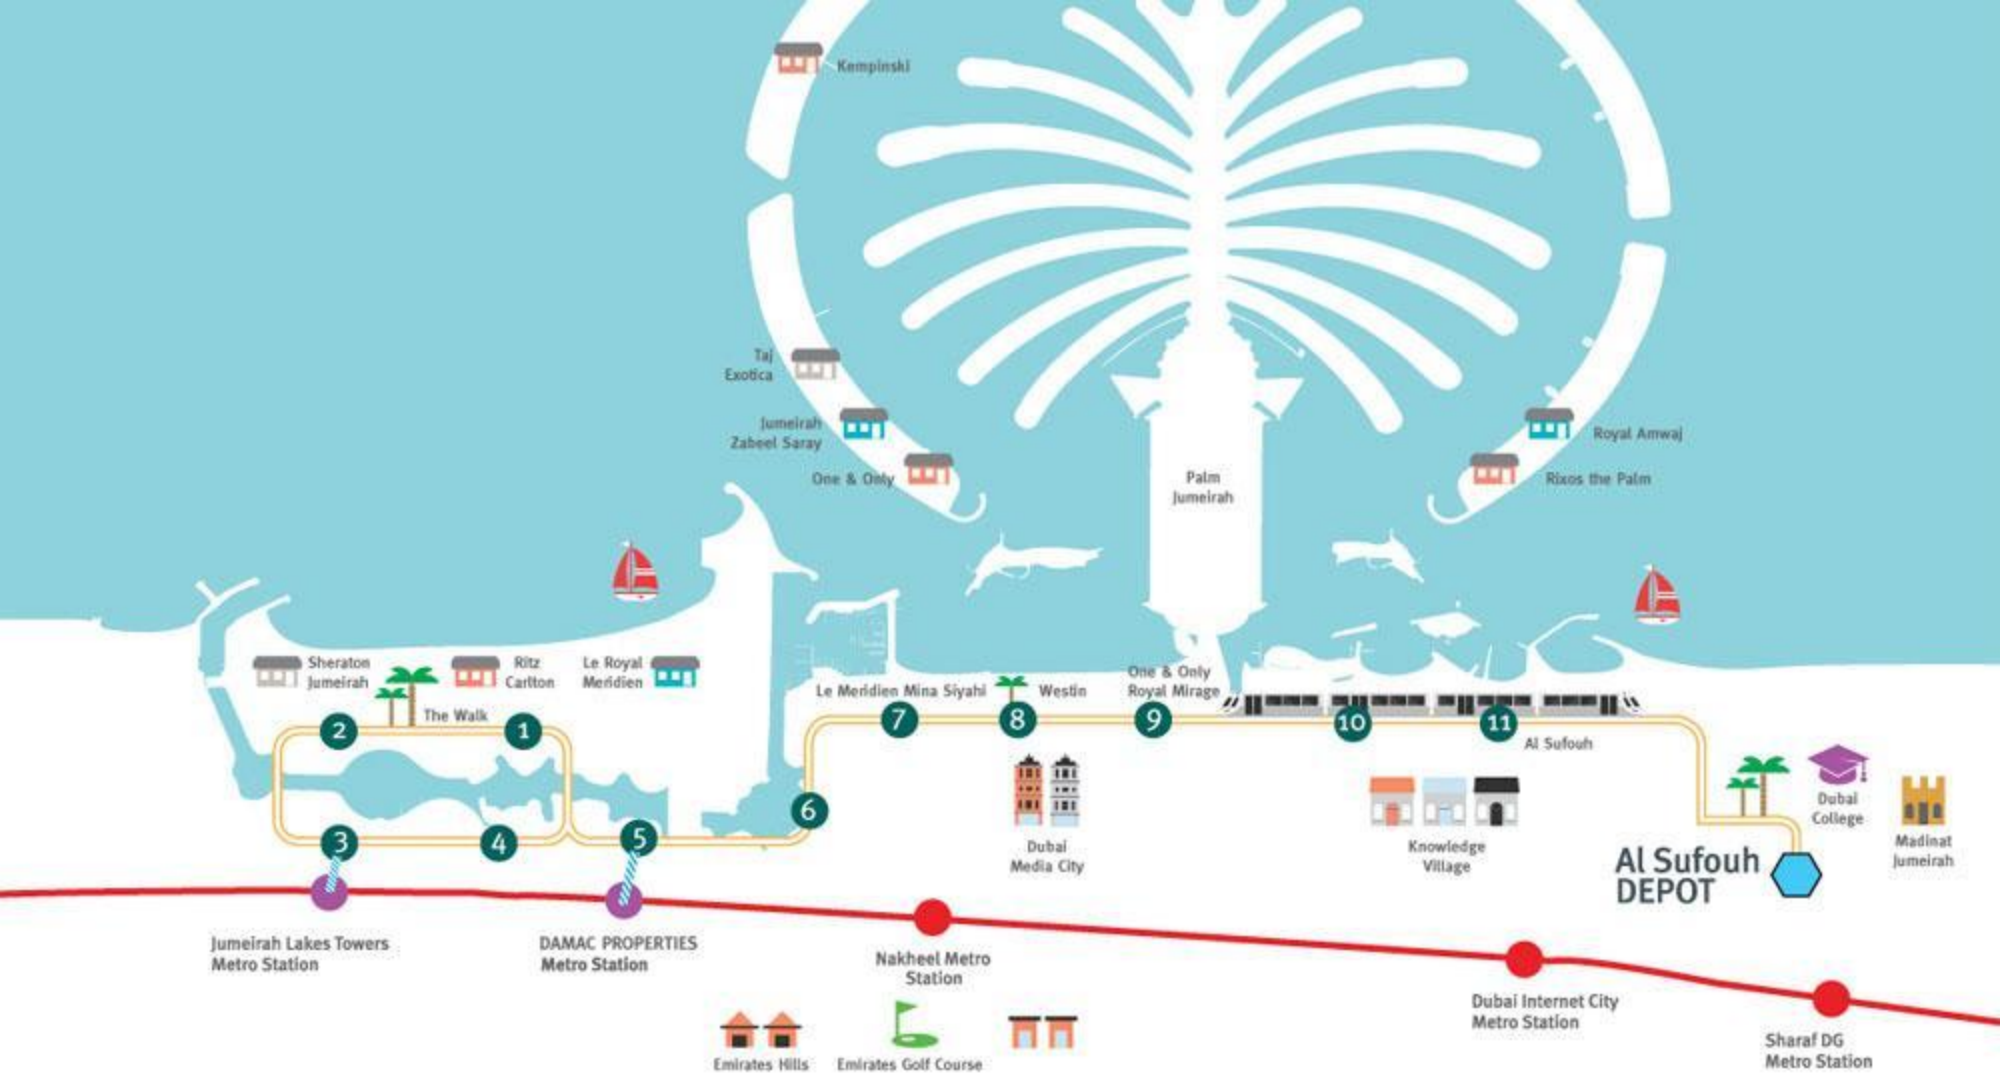 Kempinski
Taj
Exotica
Jumeirah
Zabeel Saray
One & Only
Royal Amwaj
Rixos the Palm
Palm
Jumeirah
Sheraton
Jumeirah
Ritz
Carlton
Le Royal
Meridien
The Walk
Le Meridien Mina Siyahi
Westin
One & Only
Royal Mirage
2
1
7
8
9
10
11
Al Sufouh
3
4
5
6
Dubai
Media City
Knowledge
Village
Dubai
College
Madinat
Jumeirah
Al Sufouh
DEPOT
Jumeirah Lakes Towers
Metro Station
DAMAC PROPERTIES
Metro Station
Nakheel Metro
Station
Dubai Internet City
Metro Station
Sharaf DG
Metro Station
Emirates Hills
Emirates Golf Course